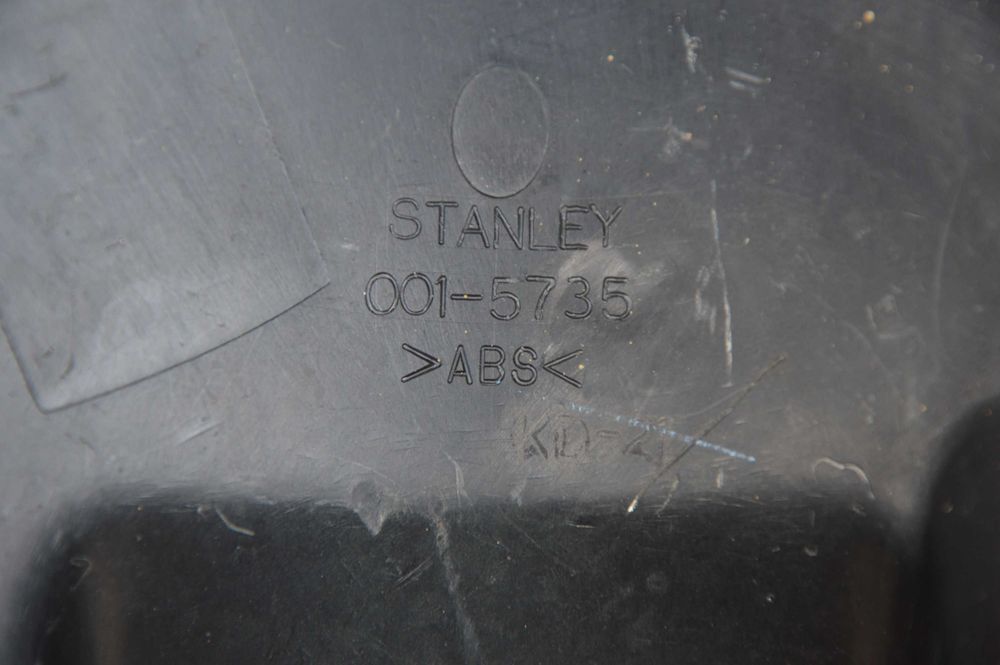 STANLEY
001-5735
>ABS<